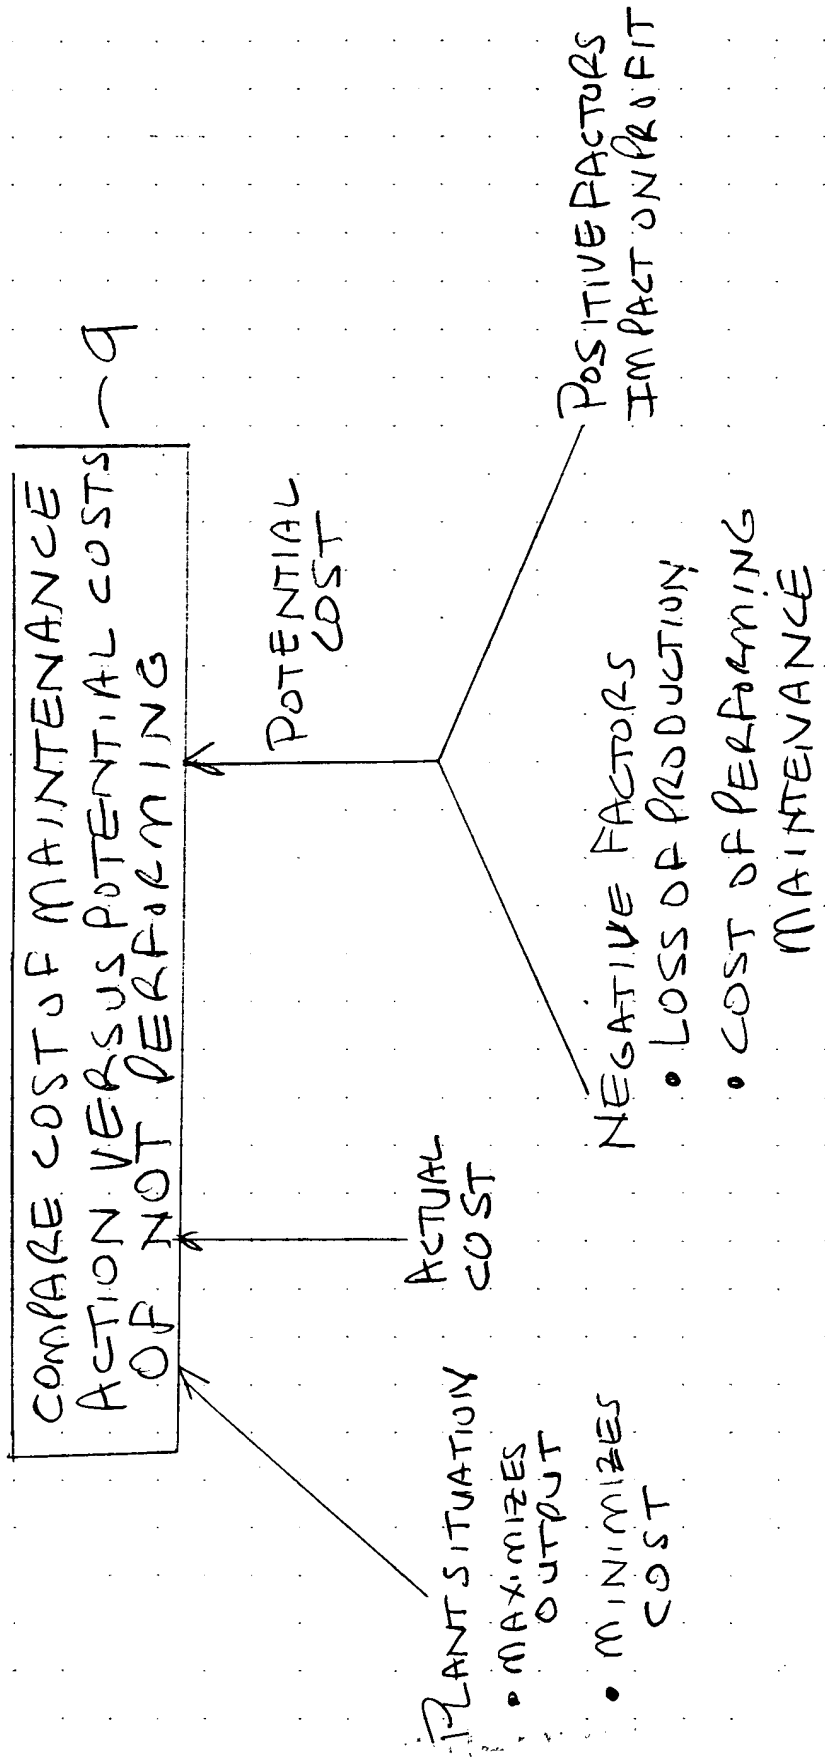 COMPARE COST OF MAINTENANCE
ACTION VERSUS POTENTIAL COSTS — 9
OF NOT PERFORMING
POTENTIAL
COST
ACTUAL
COST
PLANT SITUATION
• MAXIMIZES
OUTPUT
• MINIMIZES
COST
NEGATIVE FACTORS
• LOSS OF PRODUCTION
• COST OF PERFORMING
MAINTENANCE
POSITIVE FACTORS
IMPACT ON PROFIT